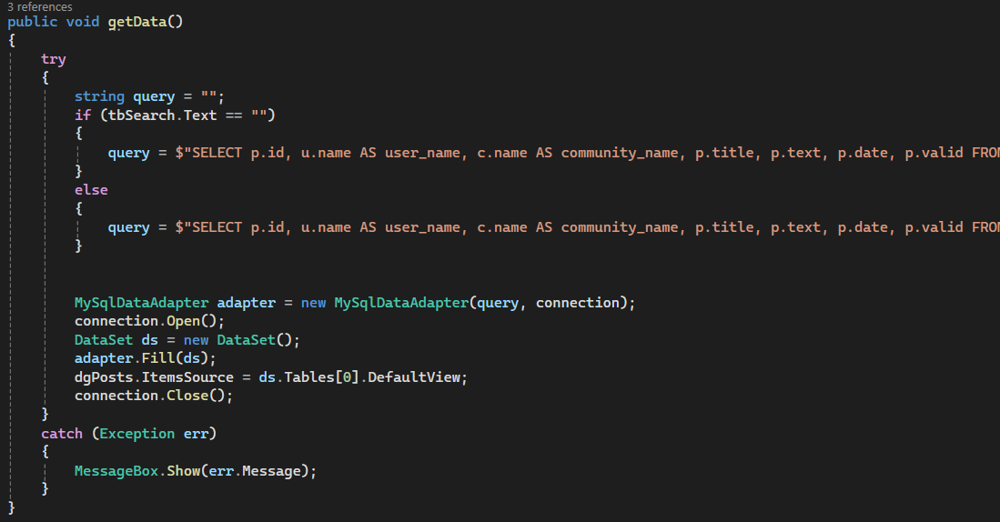 3 references
public void getData()
{
try
{
string query = "";
if (tbSearch.Text == "")
{
query = $"SELECT p.id, u.name AS user_name, c.name AS community_name, p.title, p.text, p.date, p.valid FROM
}
else
{
query = $"SELECT p.id, u.name AS user_name, c.name AS community_name, p.title, p.text, p.date, p.valid FROM
}
MySqlDataAdapter adapter = new MySqlDataAdapter(query, connection);
connection.Open();
DataSet ds = new DataSet();
adapter.Fill(ds);
dgPosts.ItemsSource = ds.Tables[0].DefaultView;
connection.Close();
}
catch (Exception err)
{
MessageBox.Show(err.Message);
}
}